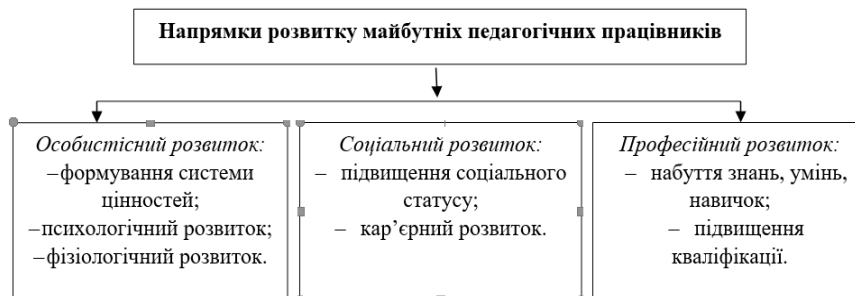 Напрямки розвитку майбутніх педагогічних працівників
Особистісний розвиток:
–формування системи
цінностей;
–психологічний розвиток;
–фізіологічний розвиток.
Соціальний розвиток:
– підвищення соціального
статусу;
– кар’єрний розвиток.
Професійний розвиток:
– набуття знань, умінь,
навичок;
– підвищення
кваліфікації.